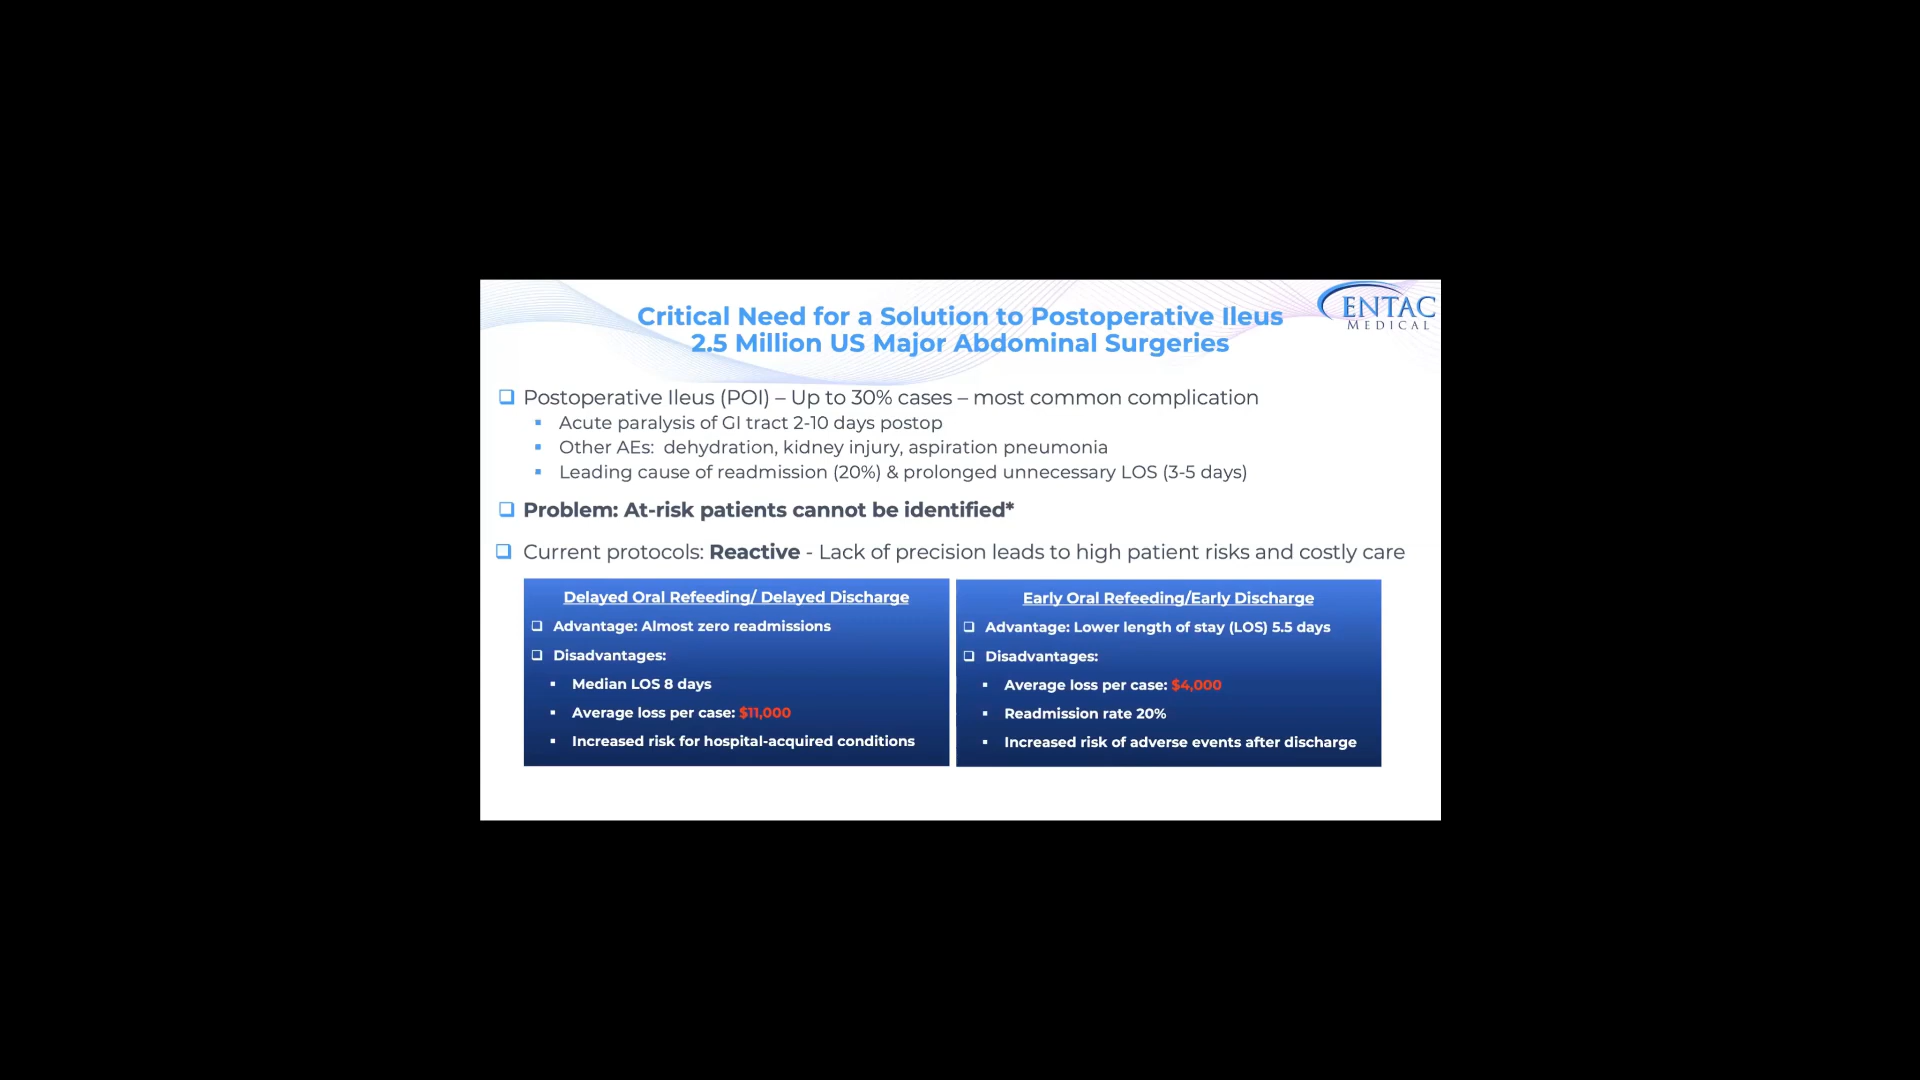 Critical Need for a Solution to Postoperative Ileus
2.5 Million US Major Abdominal Surgeries
ENTAC
MEDICAL
Postoperative Ileus (POI) – Up to 30% cases – most common complication
Acute paralysis of GI tract 2-10 days postop
Other AEs: dehydration, kidney injury, aspiration pneumonia
Leading cause of readmission (20%) & prolonged unnecessary LOS (3-5 days)
Problem: At-risk patients cannot be identified*
Current protocols: Reactive - Lack of precision leads to high patient risks and costly care
Delayed Oral Refeeding/ Delayed Discharge
Advantage: Almost zero readmissions
Disadvantages:
Median LOS 8 days
Average loss per case: $11,000
Increased risk for hospital-acquired conditions
Early Oral Refeeding/Early Discharge
Advantage: Lower length of stay (LOS) 5.5 days
Disadvantages:
Average loss per case: $4,000
Readmission rate 20%
Increased risk of adverse events after discharge